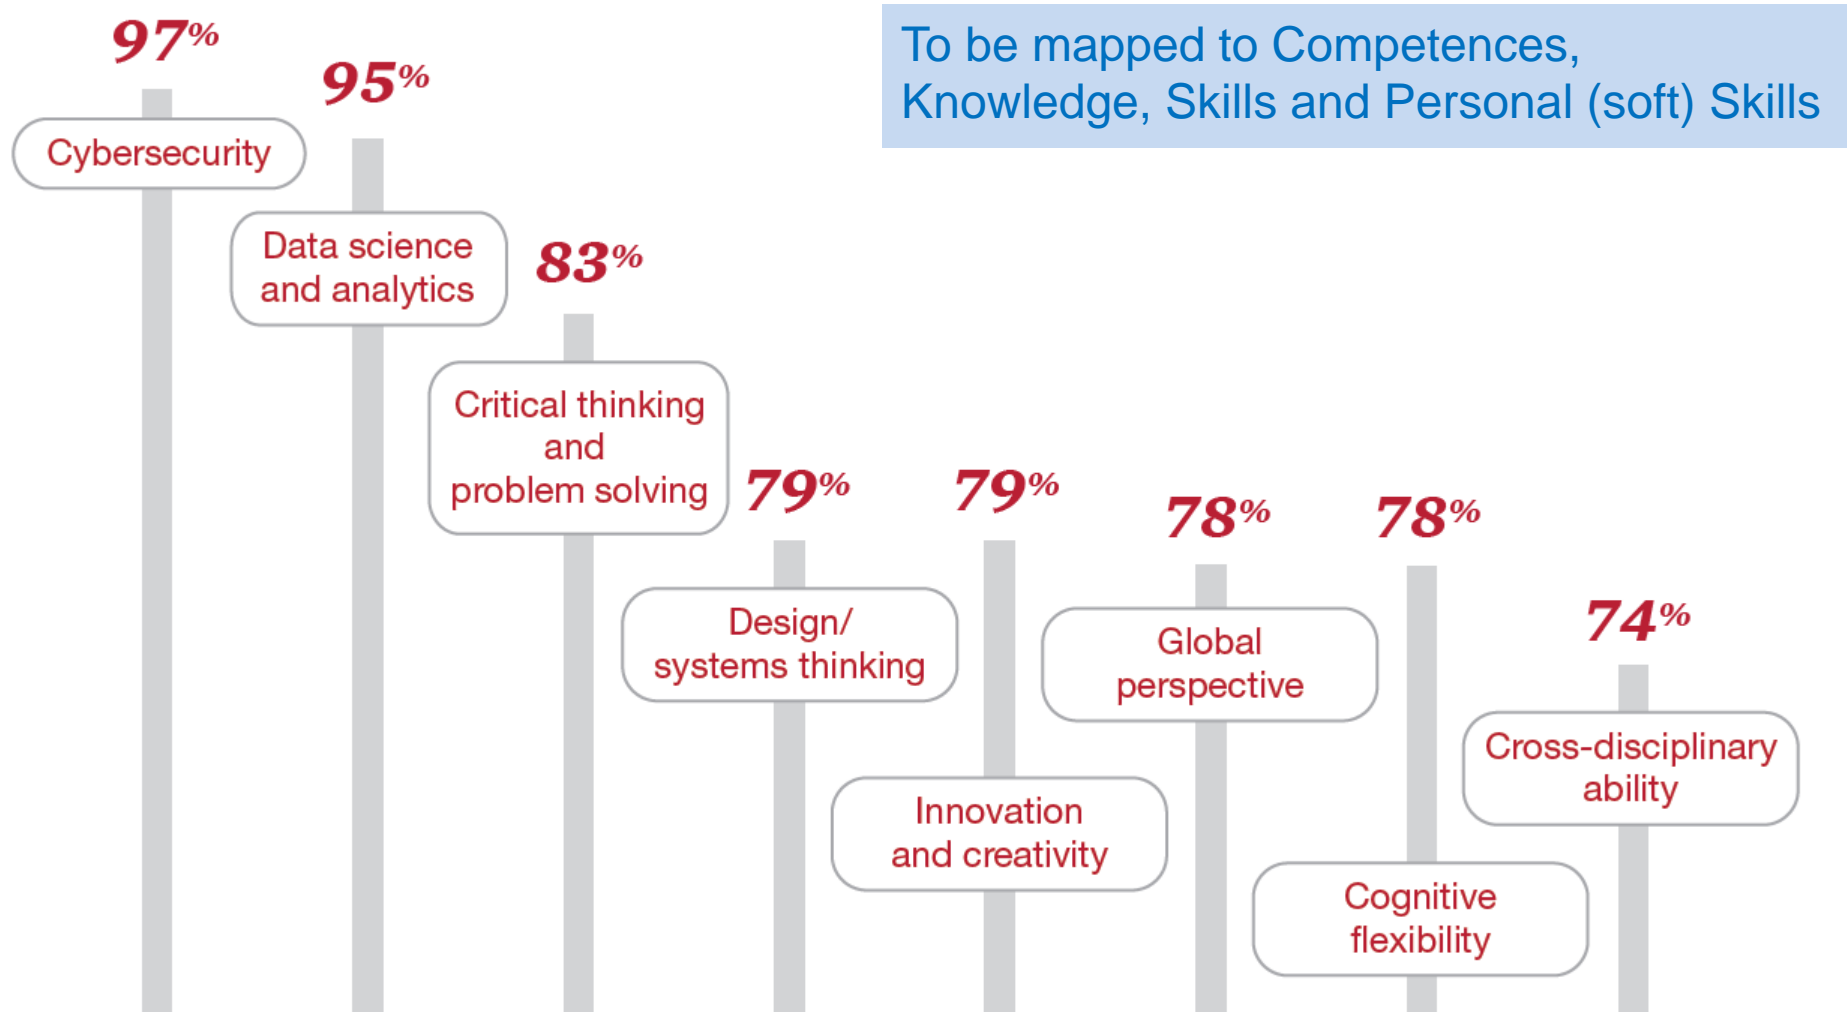 To be mapped to Competences,
Knowledge, Skills and Personal (soft) Skills
97%
Cybersecurity
95%
Data science
and analytics
83%
Critical thinking
and
problem solving
79%
Design/
systems thinking
79%
Innovation
and creativity
78%
Global
perspective
78%
Cognitive
flexibility
74%
Cross-disciplinary
ability